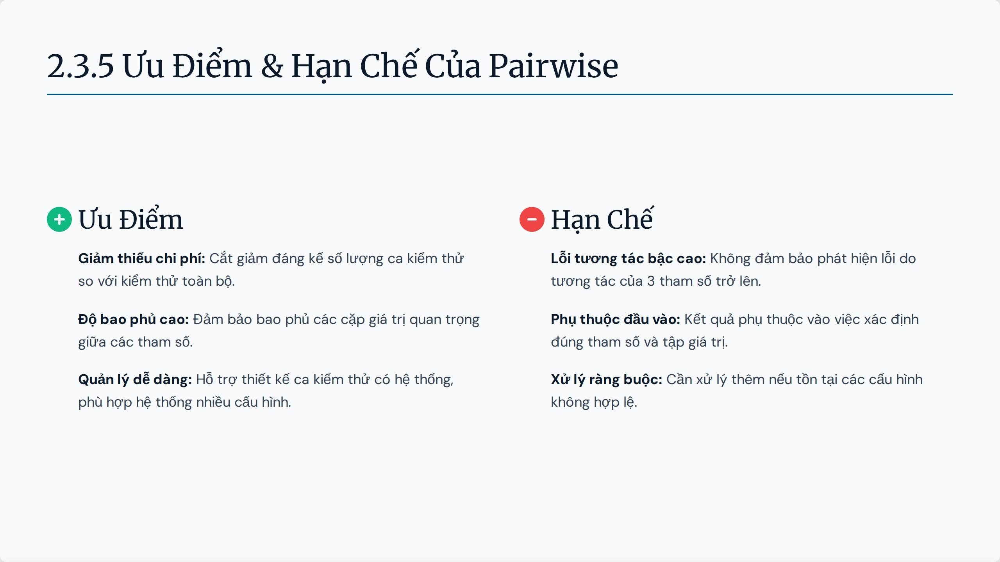 2.3.5 Ưu Điểm & Hạn Chế Của Pairwise
Ưu Điểm
Giảm thiểu chi phí: Cắt giảm đáng kể số lượng ca kiểm thử
so với kiểm thử toàn bộ.
Độ bao phủ cao: Đảm bảo bao phủ các cặp giá trị quan trọng
giữa các tham số.
Quản lý dễ dàng: Hỗ trợ thiết kế ca kiểm thử có hệ thống,
phù hợp hệ thống nhiều cấu hình.
Hạn Chế
Lỗi tương tác bậc cao: Không đảm bảo phát hiện lỗi do
tương tác của 3 tham số trở lên.
Phụ thuộc đầu vào: Kết quả phụ thuộc vào việc xác định
đúng tham số và tập giá trị.
Xử lý ràng buộc: Cần xử lý thêm nếu tồn tại các cấu hình
không hợp lệ.